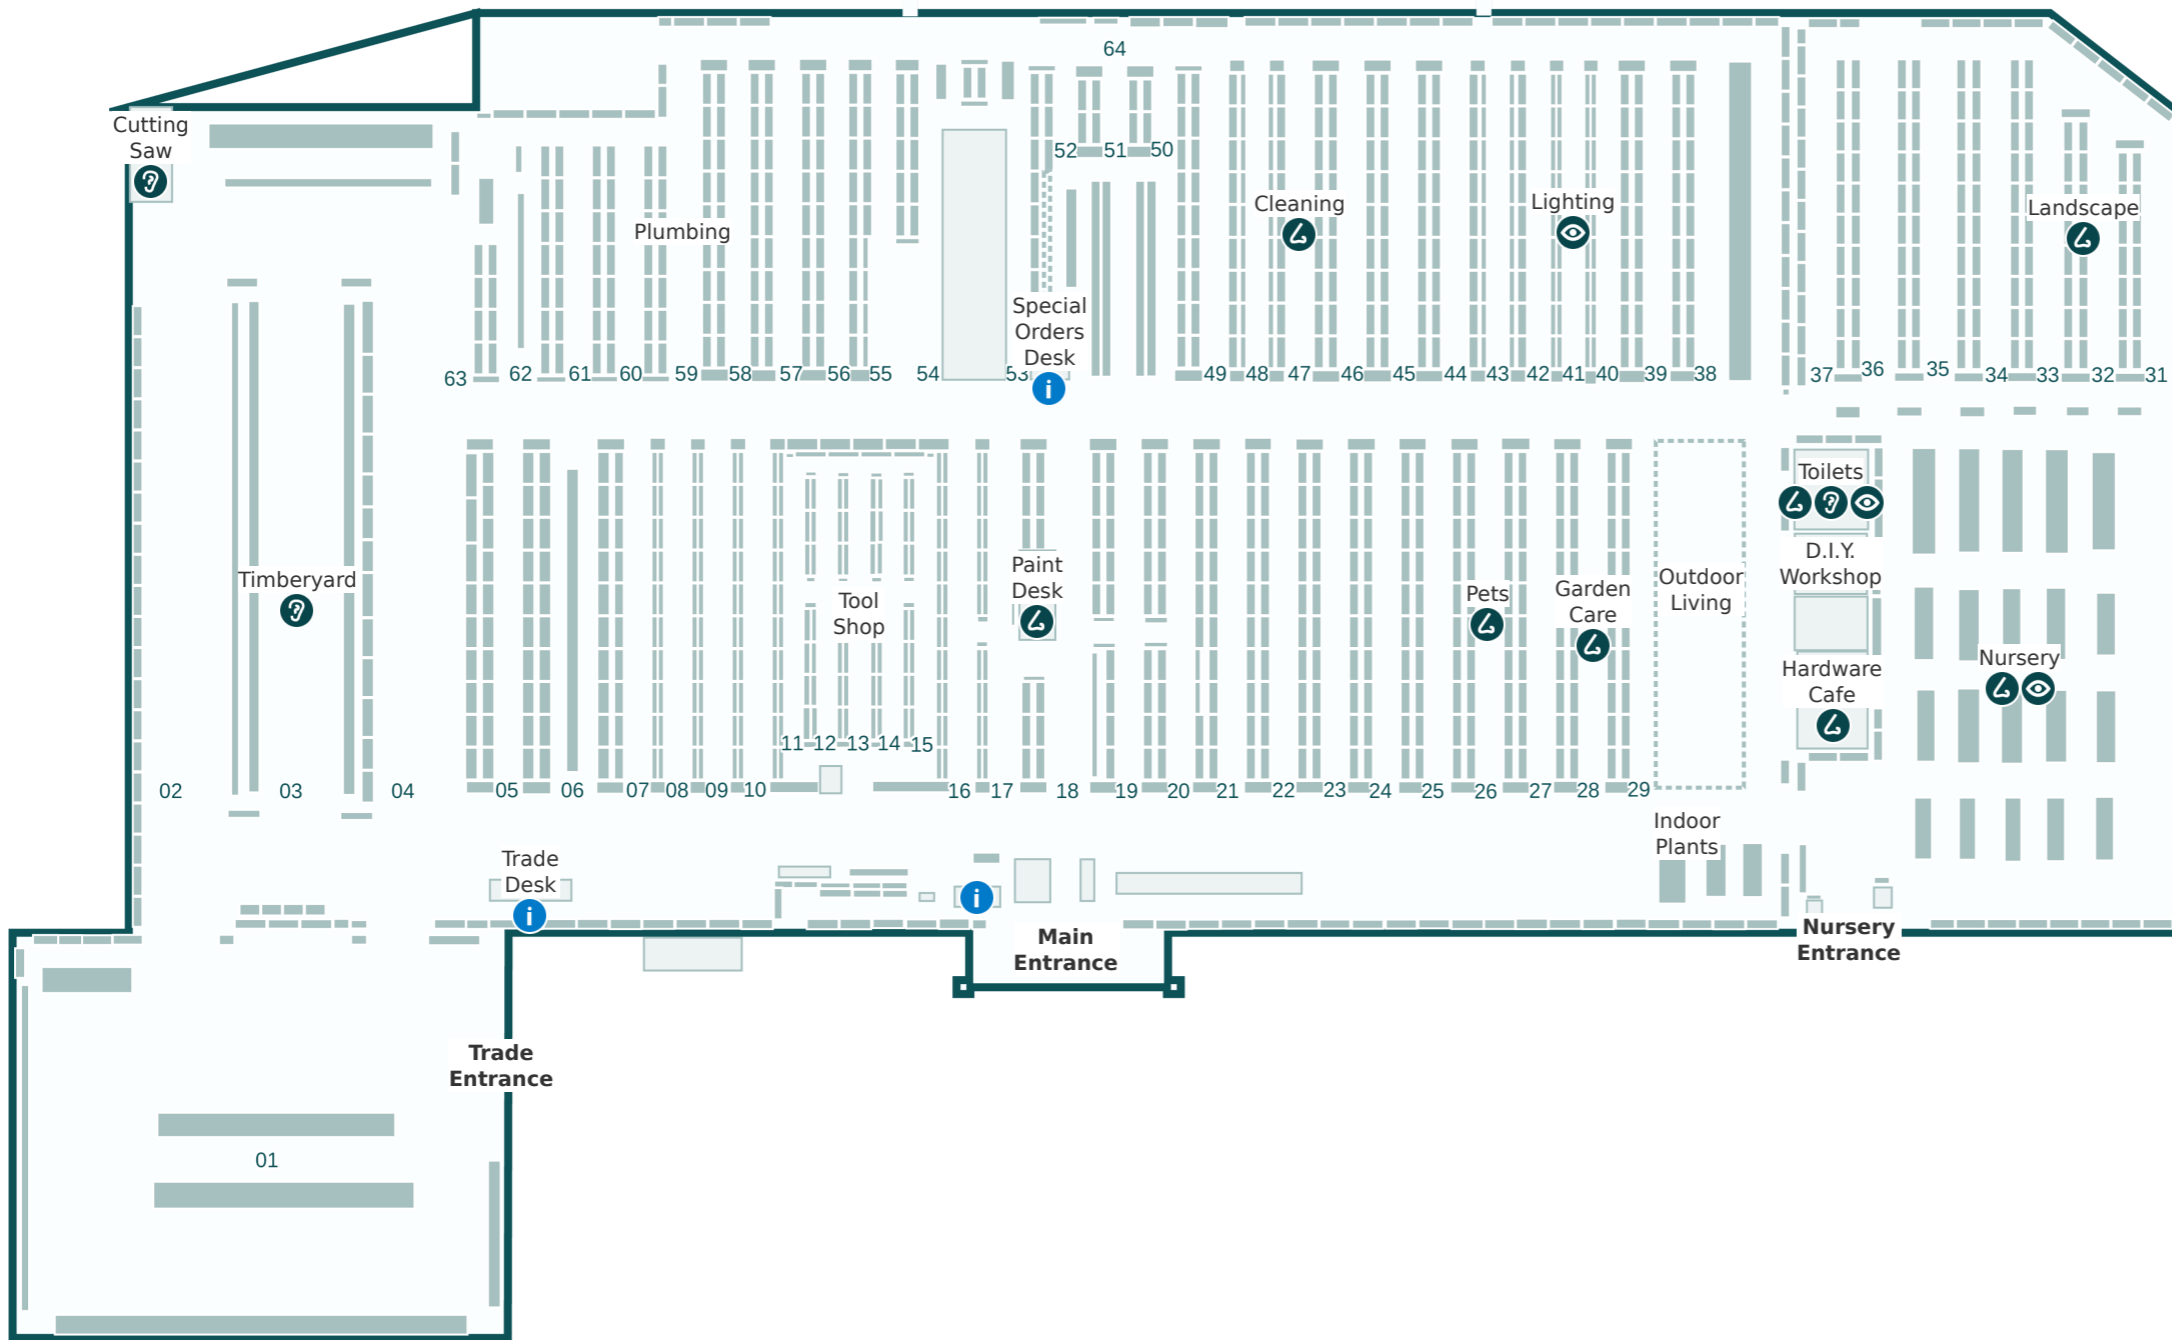 64
Cutting
Saw
52
51
50
Plumbing
Cleaning
Lighting
Landscape
Special
Orders
Desk
63
62
61
60
59
58
57
56
55
54
53
49
48
47
46
45
44
43
42
41
40
39
38
37
36
35
34
33
32
31
i
Toilets
Timberyard
Tool
Shop
Paint
Desk
Pets
Garden
Care
Outdoor
Living
D.I.Y.
Workshop
Hardware
Cafe
Nursery
11
12
13
14
15
02
03
04
05
06
07
08
09
10
16
17
18
19
20
21
22
23
24
25
26
27
28
29
Indoor
Plants
Trade
Desk
i
i
Main
Entrance
Nursery
Entrance
Trade
Entrance
01